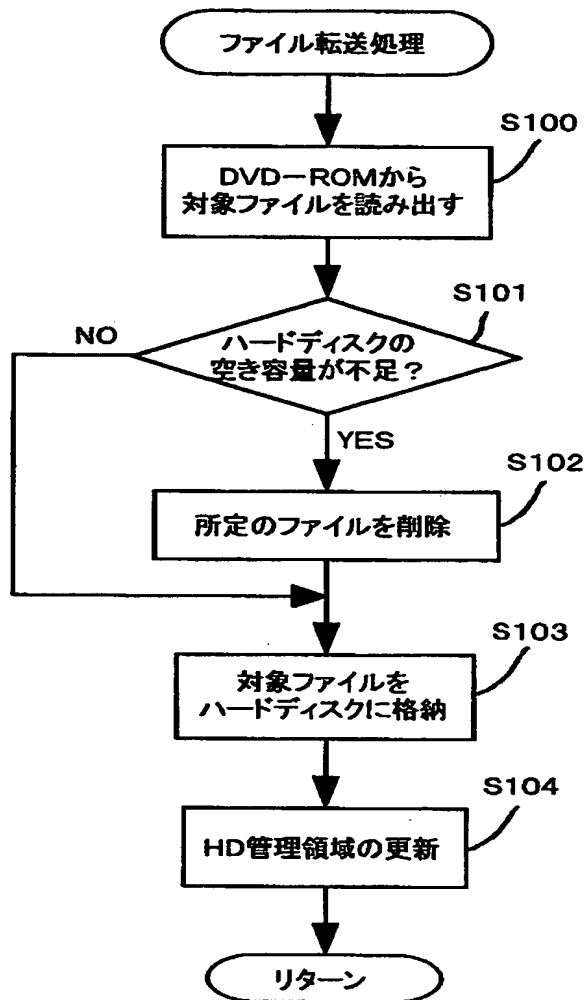 ファイル転送処理
S100
DVD－ROMから
対象ファイルを読み出す
S101
NO
ハードディスクの
空き容量が不足？
YES
S102
所定のファイルを削除
S103
対象ファイルを
ハードディスクに格納
S104
HD管理領域の更新
リターン